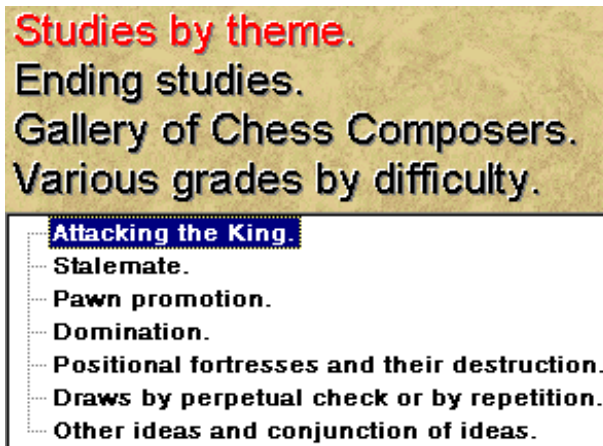 Studies by theme.
Ending studies.
Gallery of Chess Composers.
Various grades by difficulty.
Attacking the King.
Stalemate.
Pawn promotion.
Domination.
Positional fortresses and their destruction.
Draws by perpetual check or by repetition.
Other ideas and conjunction of ideas.